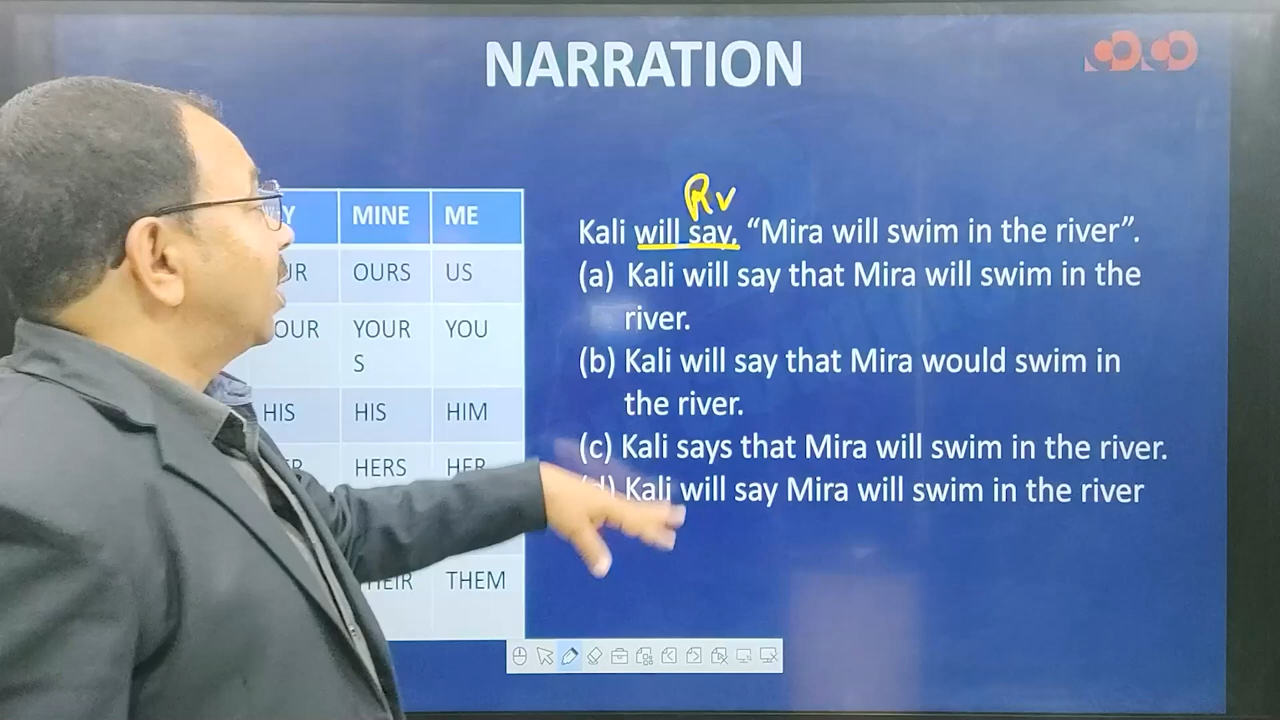 NARRATION
MINE ME
OURS US
OUR YOUR YOU
S
HIS HIS HIM
HERS HER
THEIR THEM
Rv
Kali will say, “Mira will swim in the river”.
(a) Kali will say that Mira will swim in the
river.
(b) Kali will say that Mira would swim in
the river.
(c) Kali says that Mira will swim in the river.
(d) Kali will say Mira will swim in the river